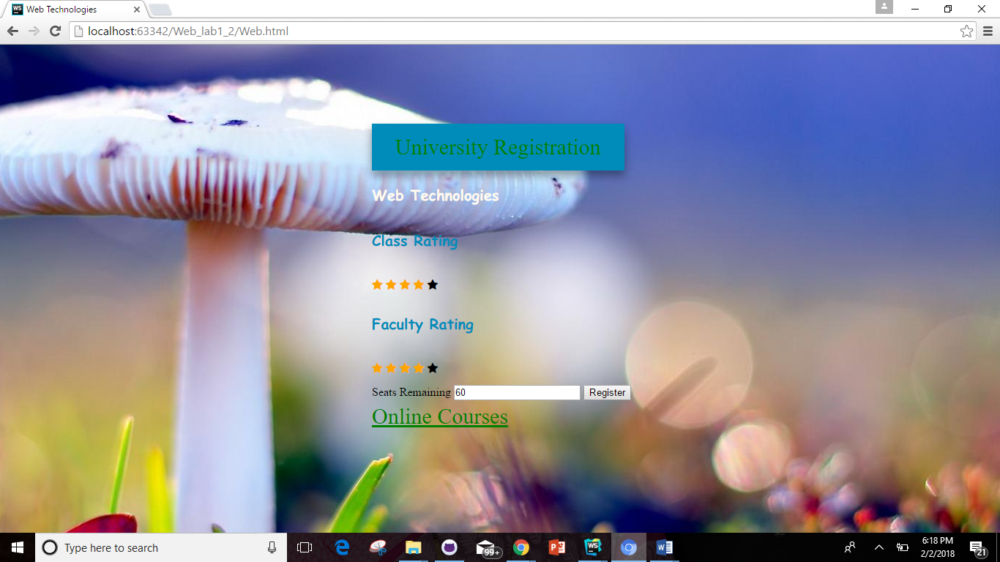 Web Technologies
localhost:63342/Web_lab1_2/Web.html
University Registration
Web Technologies
Class Rating
Faculty Rating
Seats Remaining 60 Register
Online Courses
Type here to search
99+
6:18 PM
2/2/2018
21